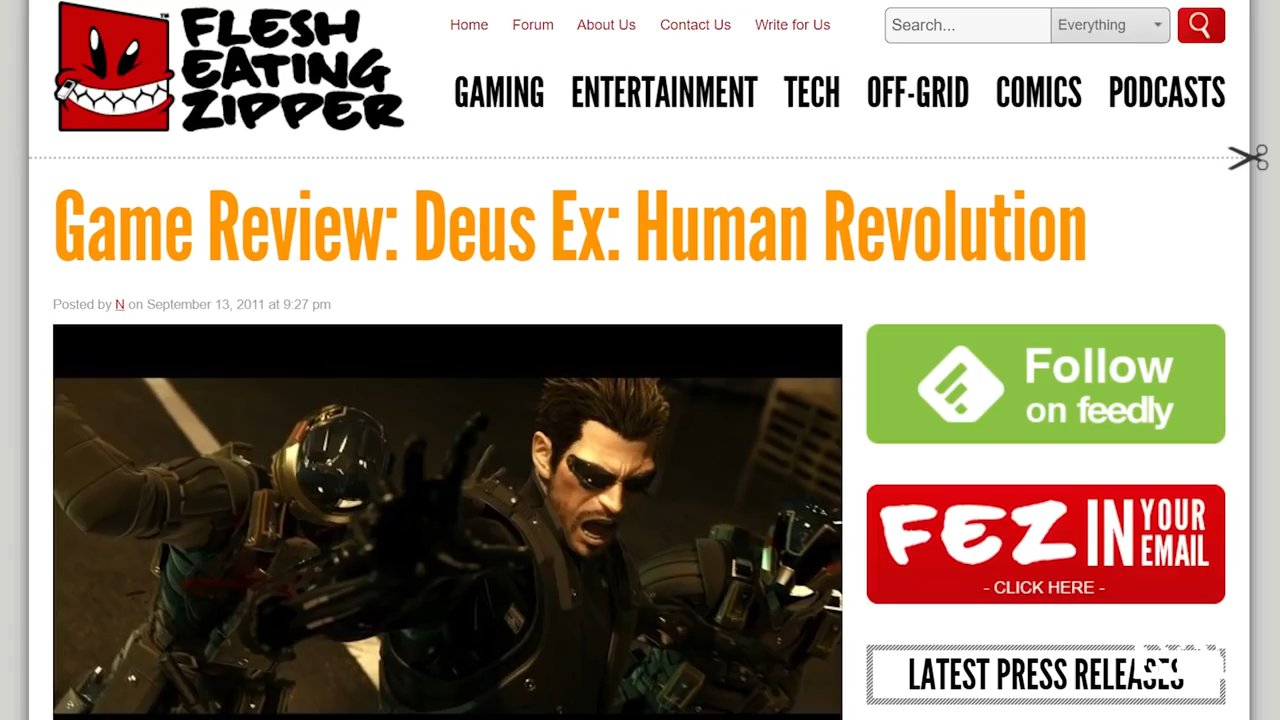 FLESH
EATING
ZIPPER
™
Home Forum About Us Contact Us Write for Us
Search... Everything
GAMING ENTERTAINMENT TECH OFF-GRID COMICS PODCASTS
Game Review: Deus Ex: Human Revolution
Posted by N on September 13, 2011 at 9:27 pm
Follow
on feedly
FEZ IN YOUR
EMAIL
- CLICK HERE -
LATEST PRESS RELEASES